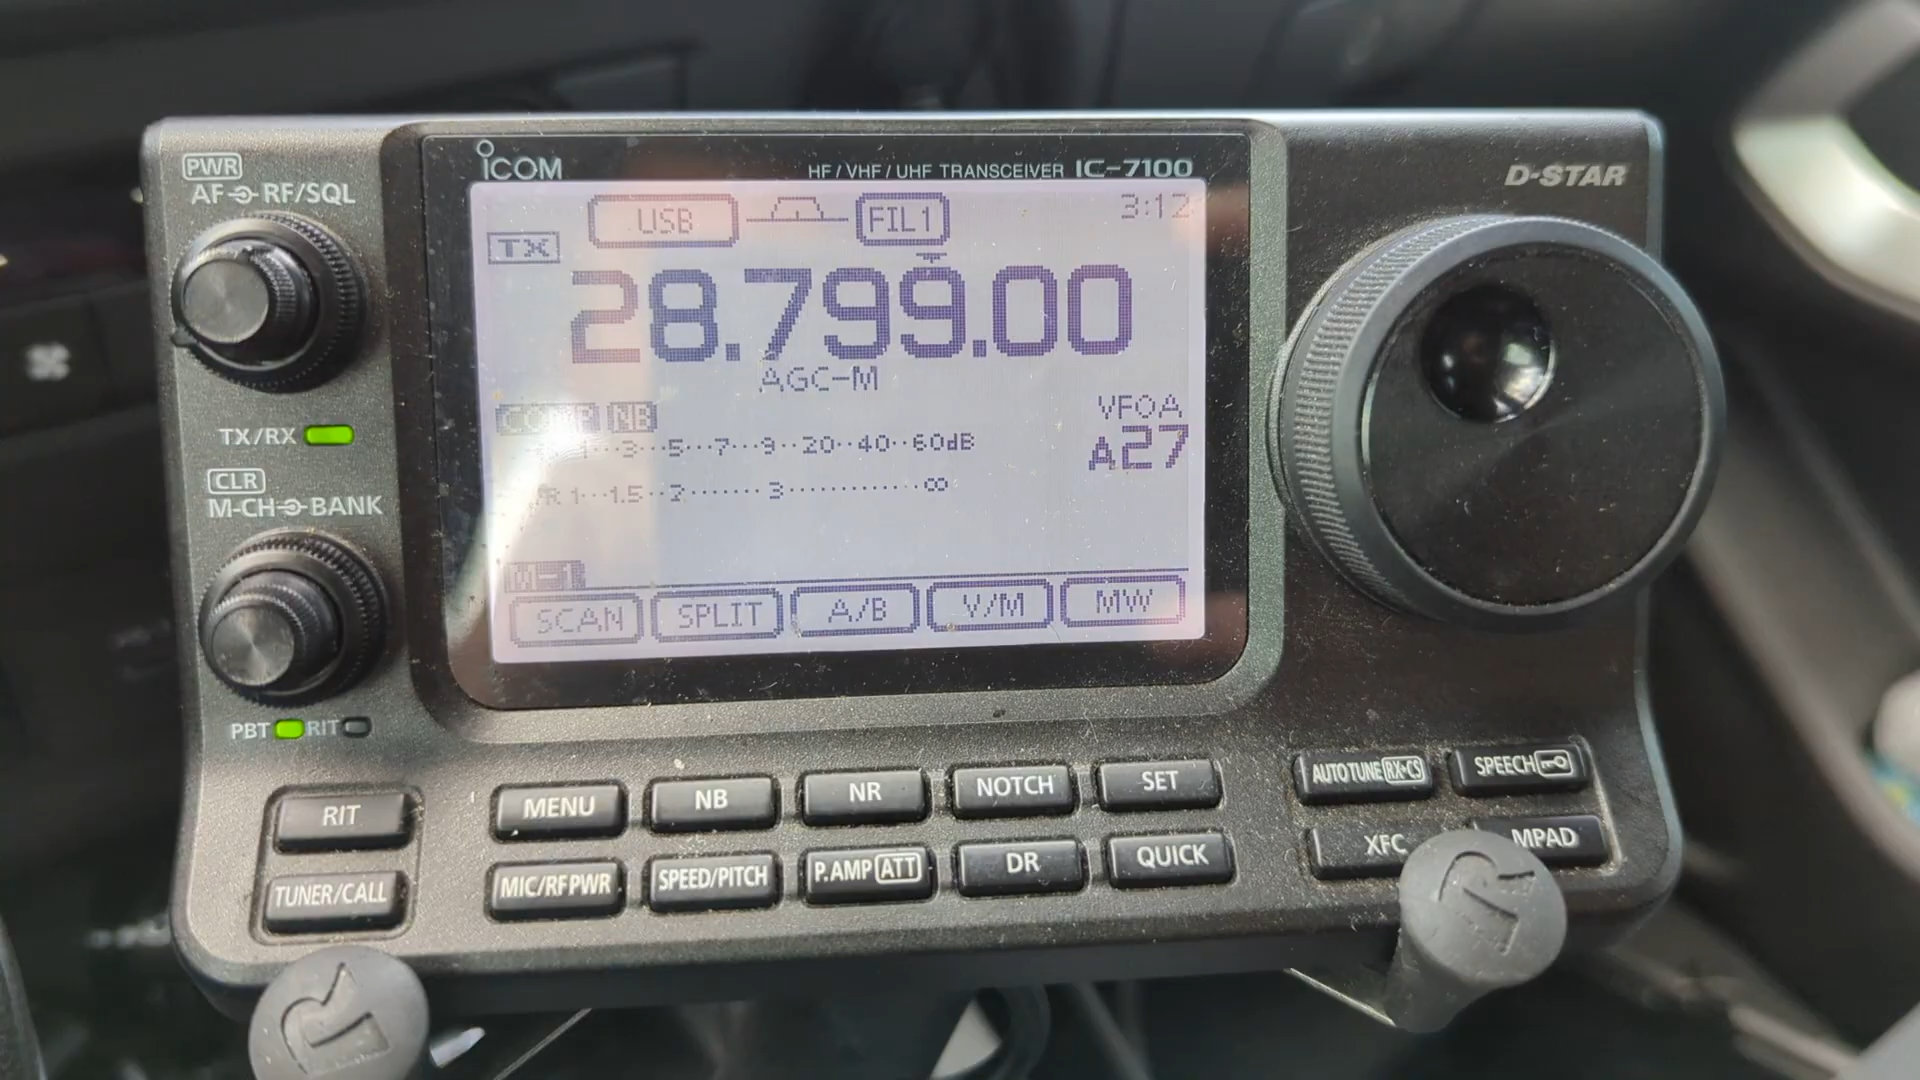 PWR
AF RF/SQL
ICOM
HF/VHF/UHF TRANSCEIVER IC-7100
D-STAR
USB
FIL1
3:12
TX
28.799.00
AGC-M
COMP NB
VFOA
1···3···5···7···9··20··40··60dB
A27
1···1.5··2·······3············∞
M-1
SCAN SPLIT A/B V/M MW
TX/RX
CLR
M-CH BANK
PBT RIT
RIT
MENU NB NR NOTCH SET
AUTOTUNE RX▸CS SPEECH
TUNER/CALL
MIC/RFPWR SPEED/PITCH P.AMP ATT DR QUICK
XFC MPAD